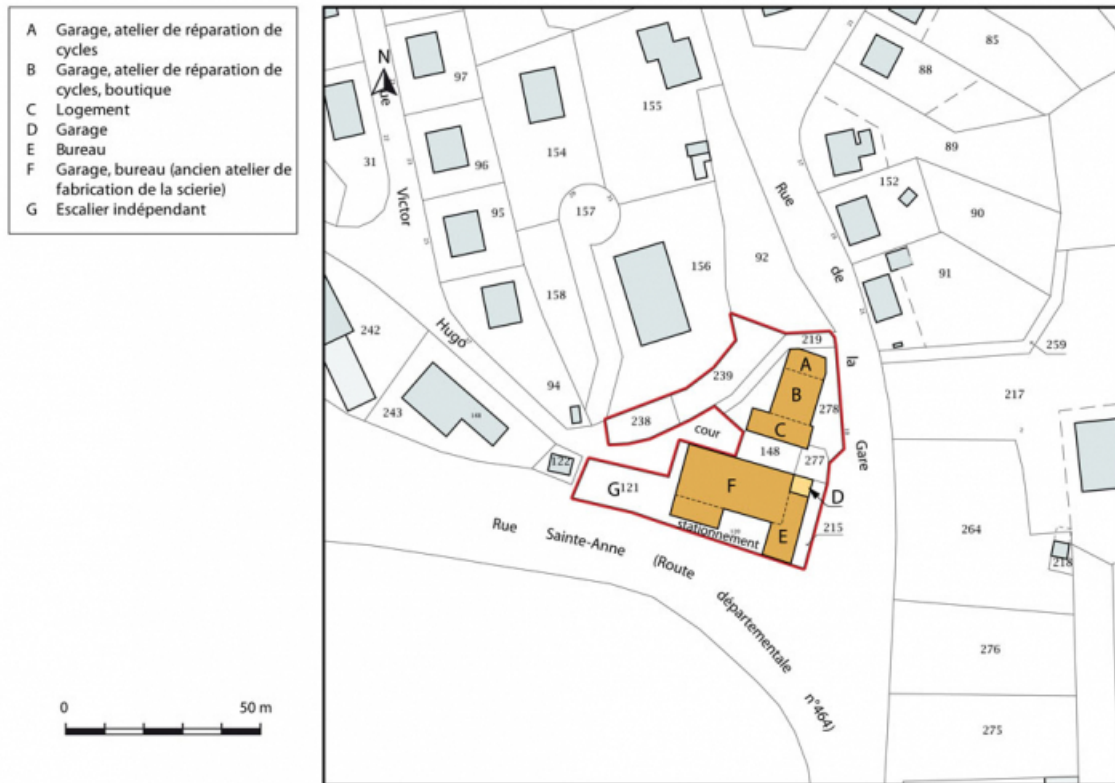 A Garage, atelier de réparation de
cycles
B Garage, atelier de réparation de
cycles, boutique
C Logement
D Garage
E Bureau
F Garage, bureau (ancien atelier de
fabrication de la scierie)
G Escalier indépendant
0 50 m
N
Rue Victor Hugo
Rue de la Gare
Rue Sainte-Anne (Route départementale n°464)
97
31
96
95
154
155
157
158
156
92
94
85
88
89
152
90
91
259
217
242
243
122
238
239
219
278
cour
148
277
121
215
stationnement
264
218
276
275
A
B
C
D
E
F
G